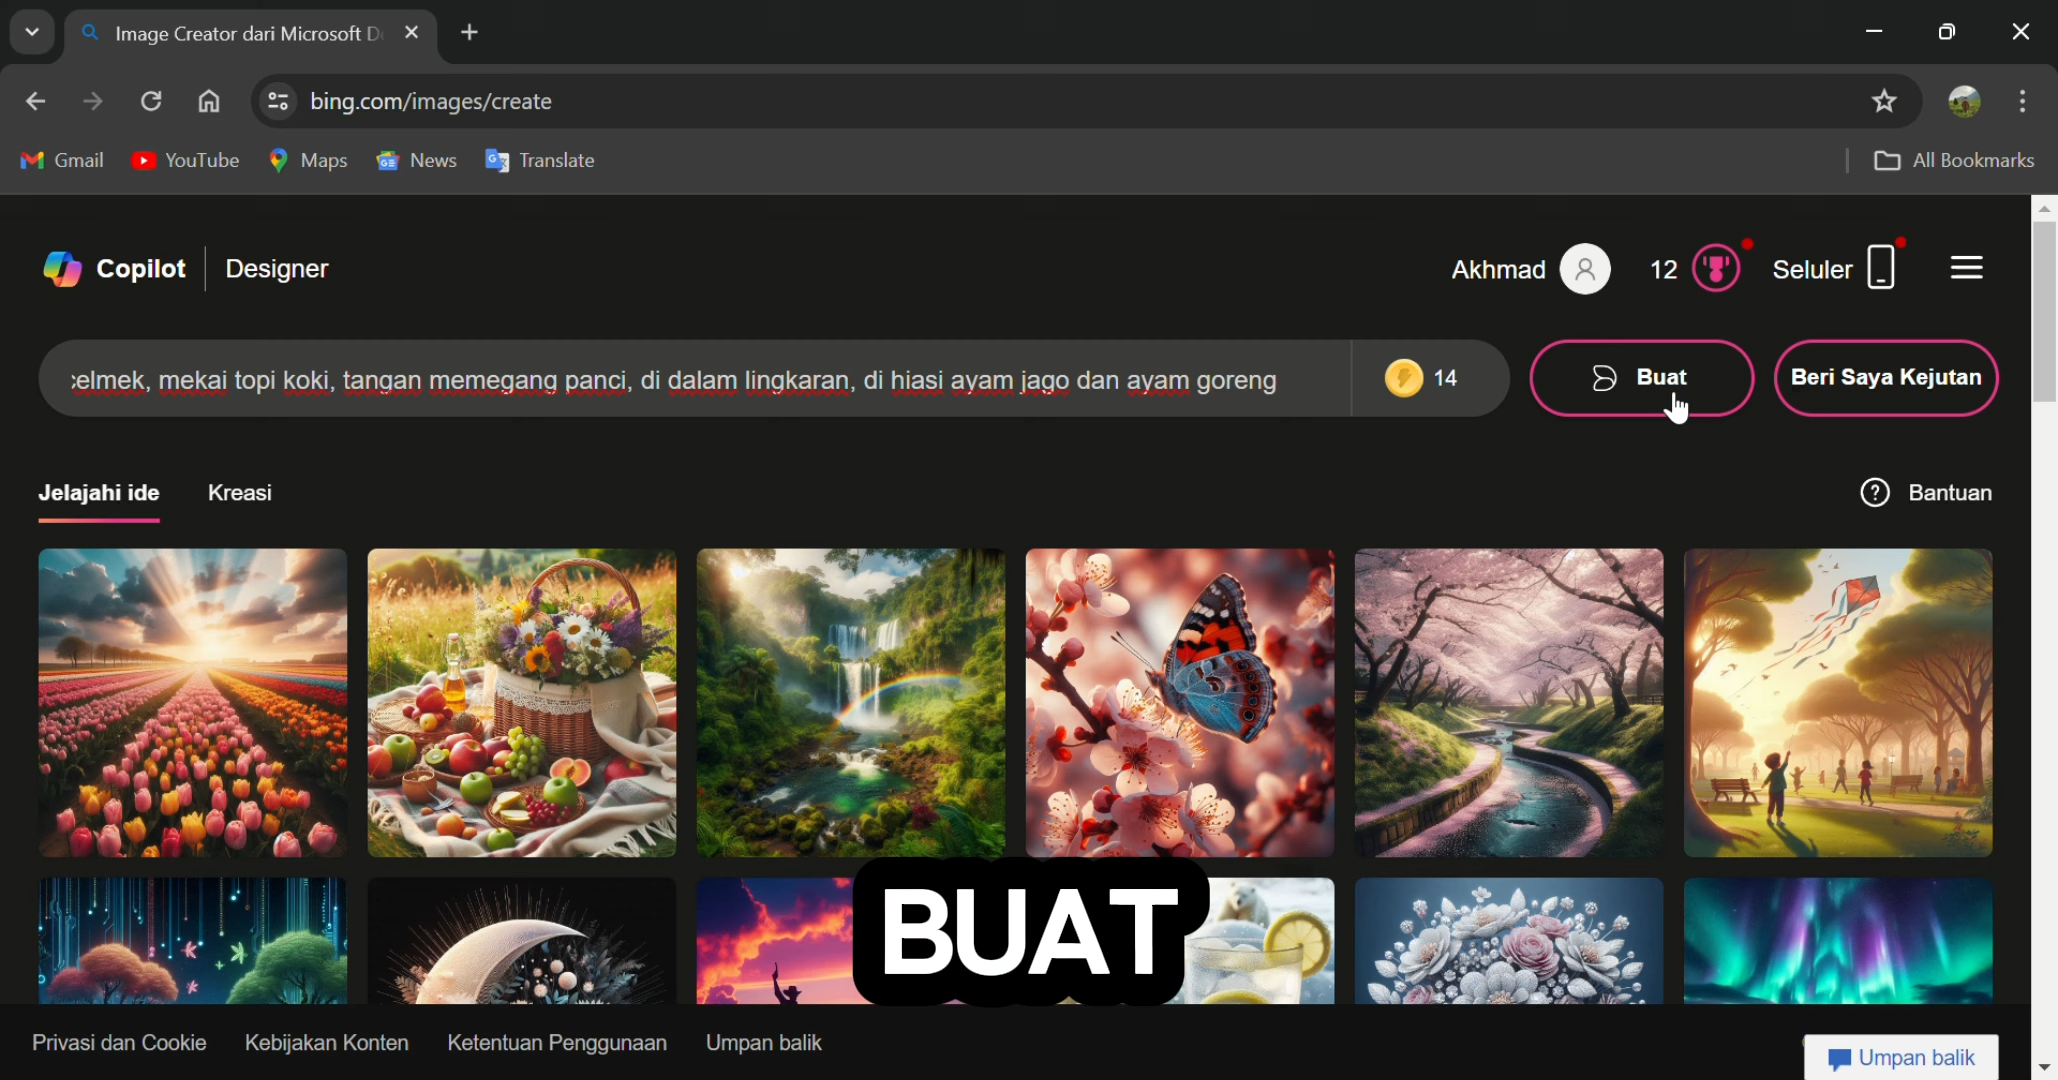 Image Creator dari Microsoft D
bing.com/images/create
Gmail YouTube Maps News Translate All Bookmarks
Copilot Designer Akhmad 12 Seluler
elmek, mekai topi koki, tangan memegang panci, di dalam lingkaran, di hiasi ayam jago dan ayam goreng 14 Buat Beri Saya Kejutan
Jelajahi ide Kreasi Bantuan
BUAT
Privasi dan Cookie Kebijakan Konten Ketentuan Penggunaan Umpan balik
Umpan balik